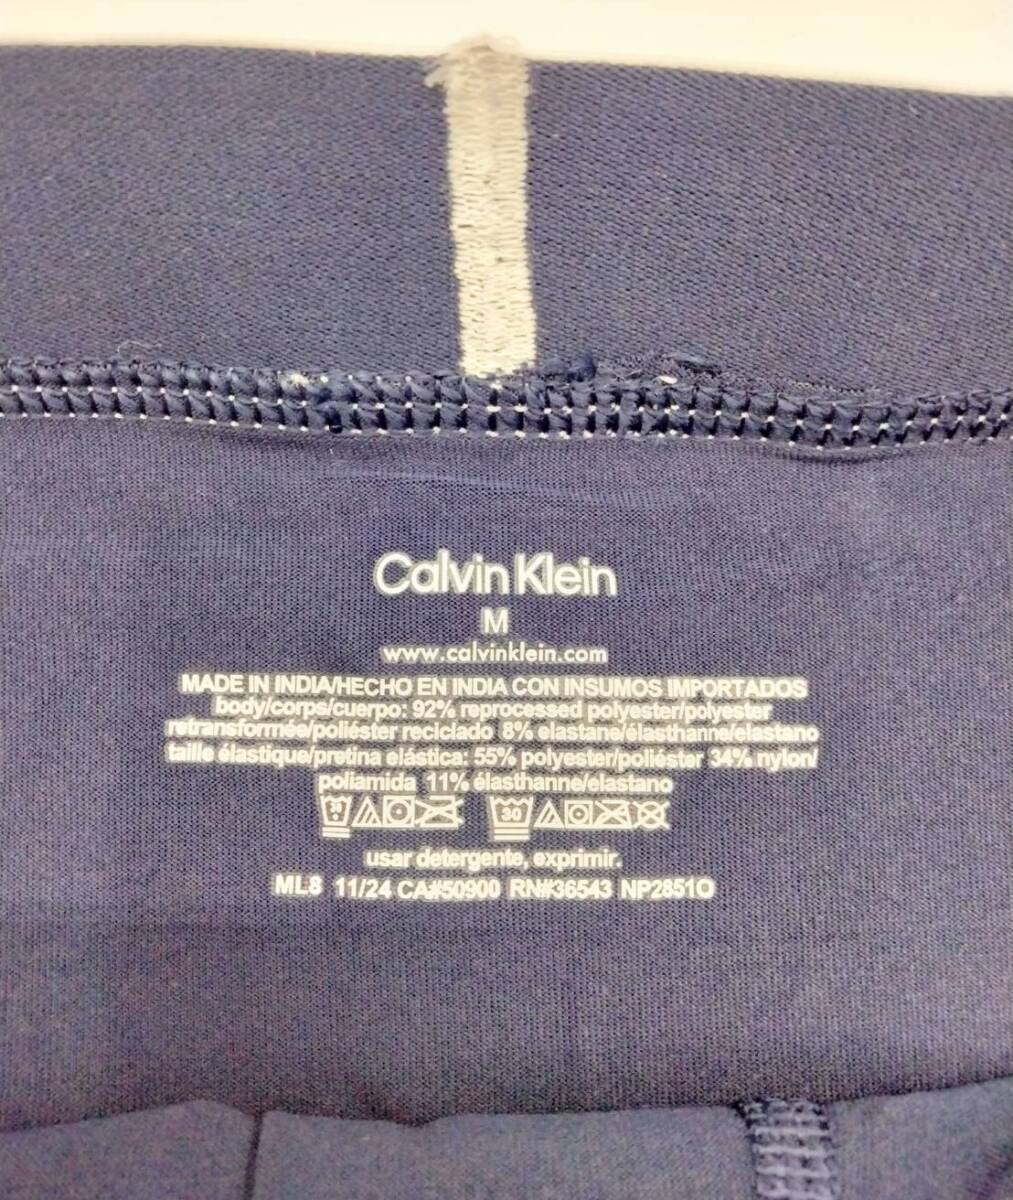 Calvin Klein
M
www.calvinklein.com
MADE IN INDIA/HECHO EN INDIA CON INSUMOS IMPORTADOS
body/corps/cuerpo: 92% reprocessed polyester/polyester
retransformée/poliéster reciclado 8% elastane/élasthanne/elastano
taille élastique/pretina elástica: 55% polyester/poliéster 34% nylon/
poliamida 11% élasthanne/elastano
30 30
usar detergente, exprimir.
ML8 11/24 CA#50900 RN#36543 NP2851O